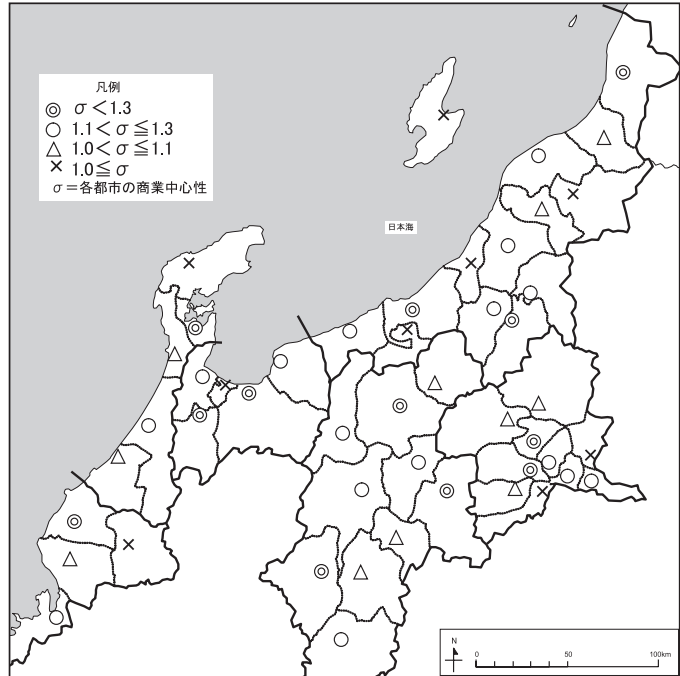 凡例
◎ σ＜1.3
○ 1.1＜σ≦1.3
△ 1.0＜σ≦1.1
× 1.0≦σ
σ＝各都市の商業中心性
日本海
N
0 50 100km